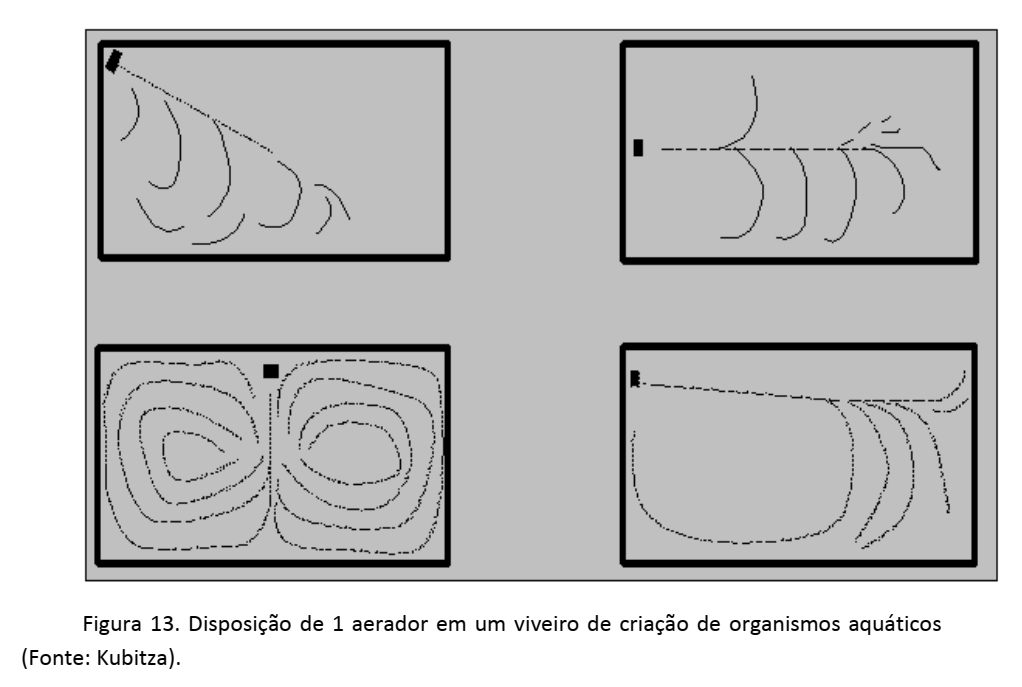 Figura 13. Disposição de 1 aerador em um viveiro de criação de organismos aquáticos
(Fonte: Kubitza).